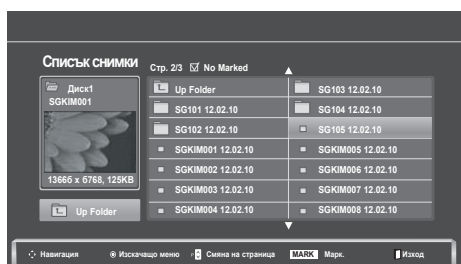 Списък снимки
Стр. 2/3 No Marked
Диск1
SGKIM001
13665 x 6768, 125KB
Up Folder
Up Folder
SG101 12.02.10
SG102 12.02.10
SGKIM001 12.02.10
SGKIM002 12.02.10
SGKIM003 12.02.10
SGKIM004 12.02.10
SG103 12.02.10
SG104 12.02.10
SG105 12.02.10
SGKIM005 12.02.10
SGKIM006 12.02.10
SGKIM007 12.02.10
SGKIM008 12.02.10
Навигация Изскачащо меню Смяна на страница MARK Марк. Изход